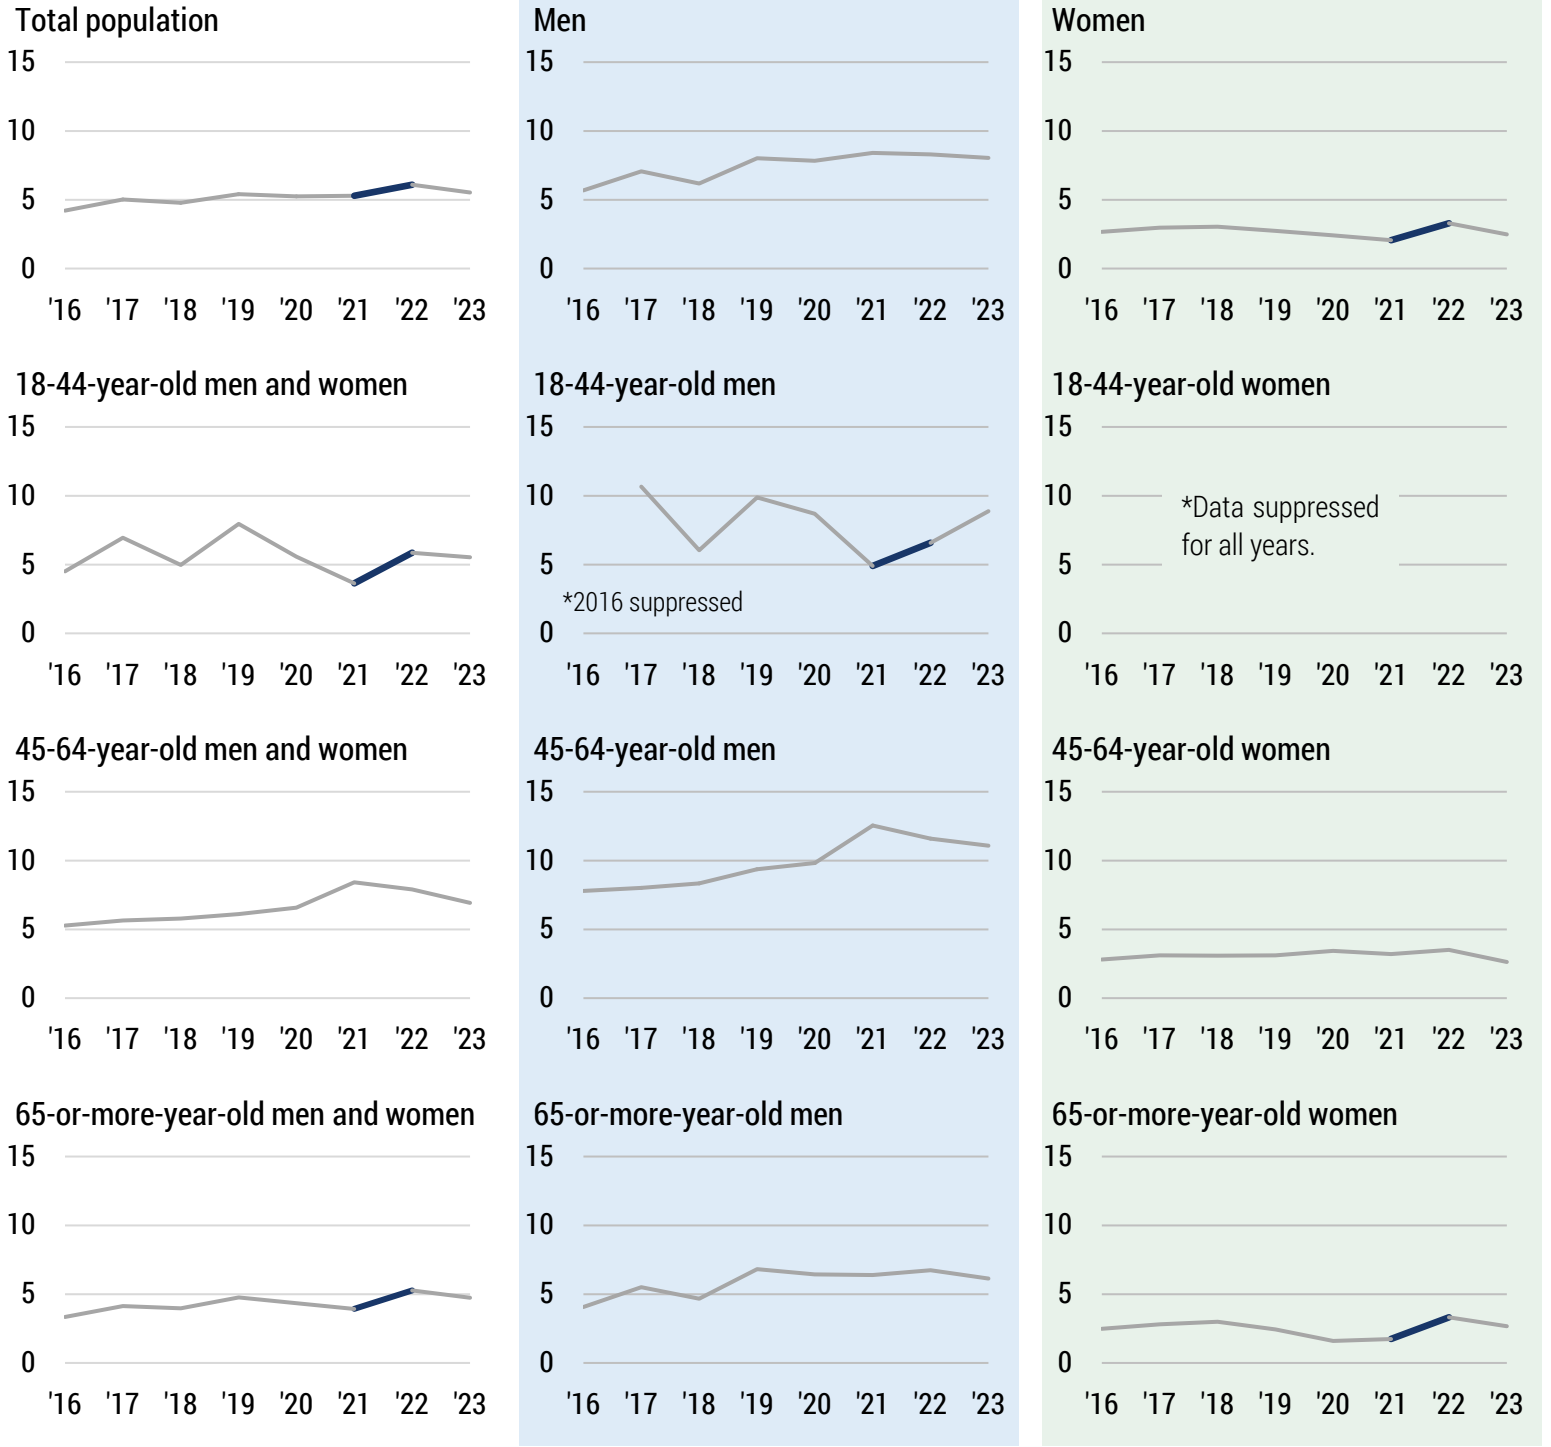 Total population
15
10
5
0
'16 '17 '18 '19 '20 '21 '22 '23
Men
15
10
5
0
'16 '17 '18 '19 '20 '21 '22 '23
Women
15
10
5
0
'16 '17 '18 '19 '20 '21 '22 '23
18-44-year-old men and women
15
10
5
0
'16 '17 '18 '19 '20 '21 '22 '23
18-44-year-old men
15
10
5
*2016 suppressed
0
'16 '17 '18 '19 '20 '21 '22 '23
18-44-year-old women
15
10
*Data suppressed
for all years.
5
0
'16 '17 '18 '19 '20 '21 '22 '23
45-64-year-old men and women
15
10
5
0
'16 '17 '18 '19 '20 '21 '22 '23
45-64-year-old men
15
10
5
0
'16 '17 '18 '19 '20 '21 '22 '23
45-64-year-old women
15
10
5
0
'16 '17 '18 '19 '20 '21 '22 '23
65-or-more-year-old men and women
15
10
5
0
'16 '17 '18 '19 '20 '21 '22 '23
65-or-more-year-old men
15
10
5
0
'16 '17 '18 '19 '20 '21 '22 '23
65-or-more-year-old women
15
10
5
0
'16 '17 '18 '19 '20 '21 '22 '23